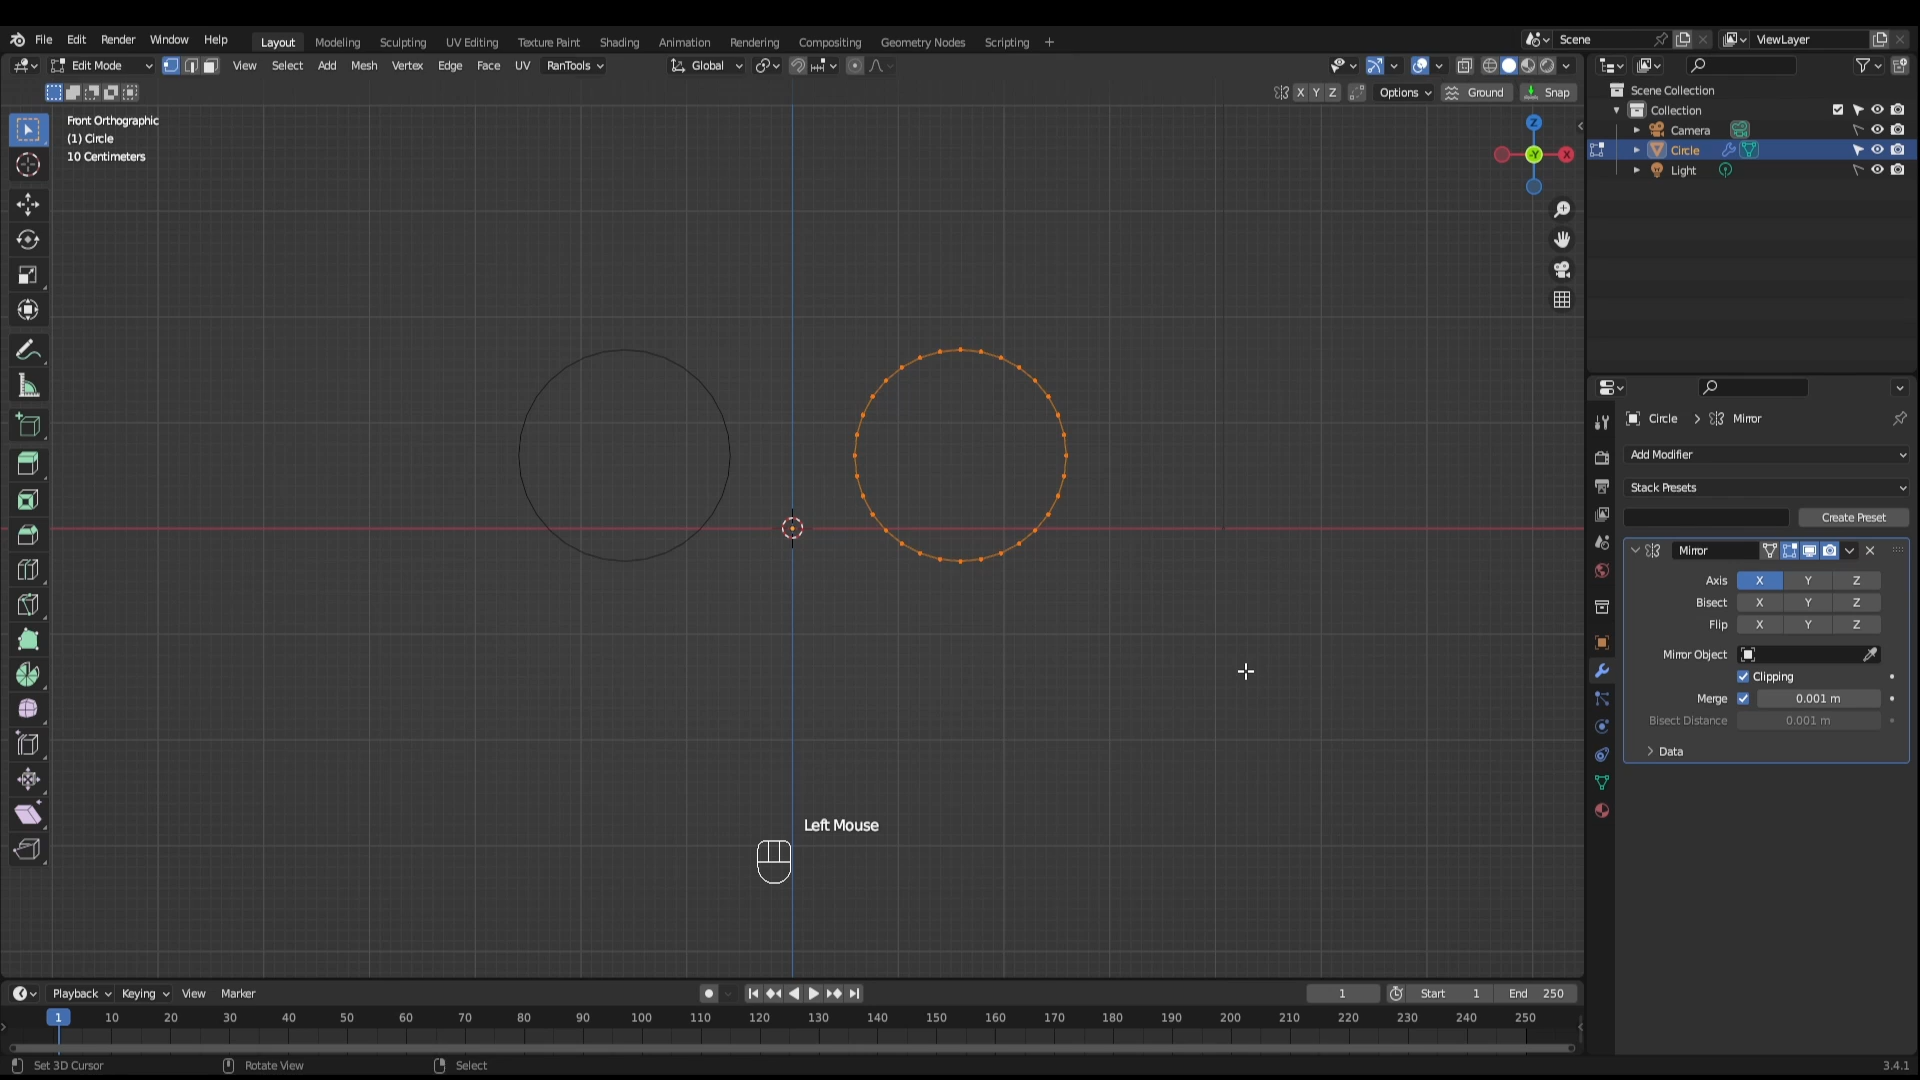 File Edit Render Window Help Layout Modeling Sculpting UV Editing Texture Paint Shading Animation Rendering Compositing Geometry Nodes Scripting + Scene ViewLayer
Edit Mode View Select Add Mesh Vertex Edge Face UV RanTools Global
X Y Z Options Ground Snap
Front Orthographic
(1) Circle
10 Centimeters
Z
-Y X
Left Mouse
Scene Collection
Collection
Camera
Circle
Light
Circle > Mirror
Add Modifier
Stack Presets
Create Preset
Mirror
Axis X Y Z
Bisect X Y Z
Flip X Y Z
Mirror Object
Clipping
Merge 0.001 m
Bisect Distance 0.001 m
Data
Playback Keying View Marker 1 Start 1 End 250
1 10 20 30 40 50 60 70 80 90 100 110 120 130 140 150 160 170 180 190 200 210 220 230 240 250
Set 3D Cursor Rotate View Select 3.4.1